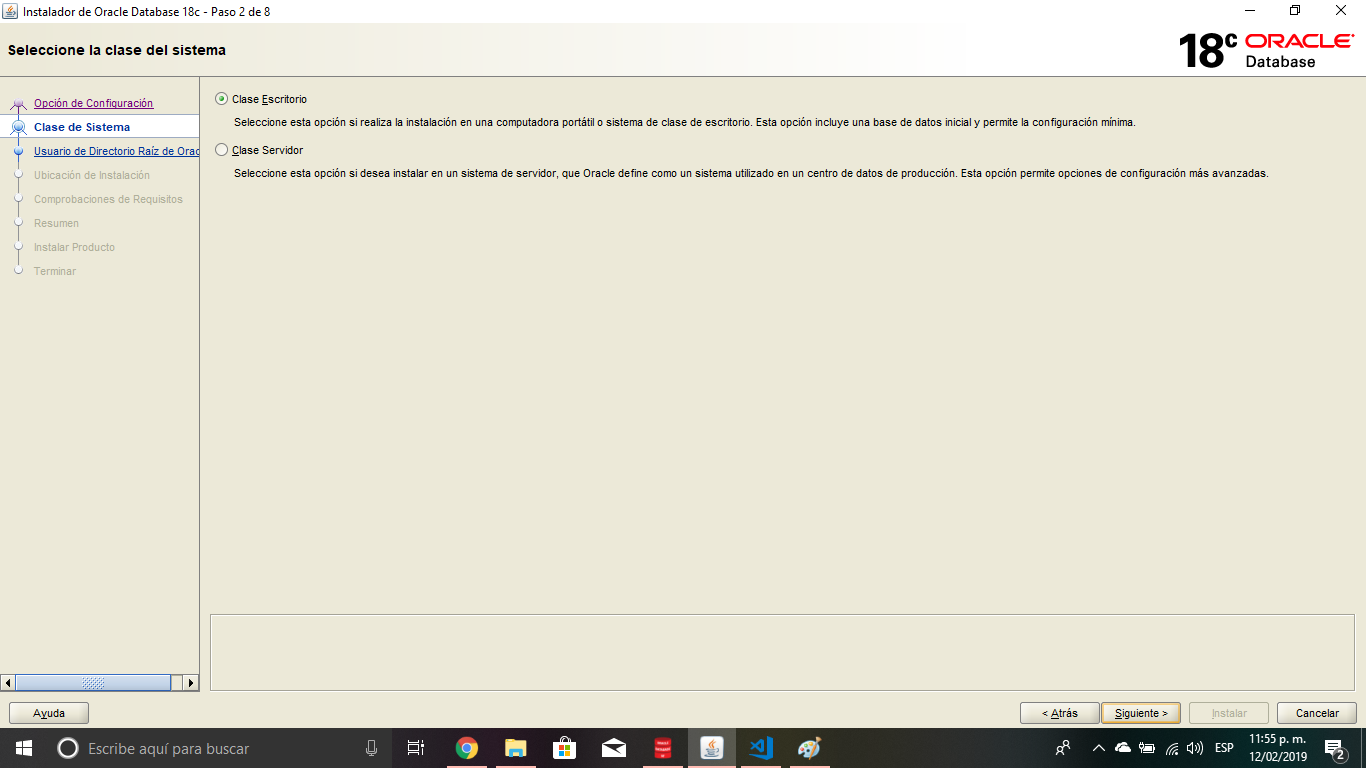 Instalador de Oracle Database 18c - Paso 2 de 8
Seleccione la clase del sistema
18c ORACLE
Database
Opción de Configuración
Clase de Sistema
Usuario de Directorio Raíz de Orac
Ubicación de Instalación
Comprobaciones de Requisitos
Resumen
Instalar Producto
Terminar
Clase Escritorio
Seleccione esta opción si realiza la instalación en una computadora portátil o sistema de clase de escritorio. Esta opción incluye una base de datos inicial y permite la configuración mínima.
Clase Servidor
Seleccione esta opción si desea instalar en un sistema de servidor, que Oracle define como un sistema utilizado en un centro de datos de producción. Esta opción permite opciones de configuración más avanzadas.
Ayuda
< Atrás
Siguiente >
Instalar
Cancelar
Escribe aquí para buscar
ESP
11:55 p. m.
12/02/2019
2